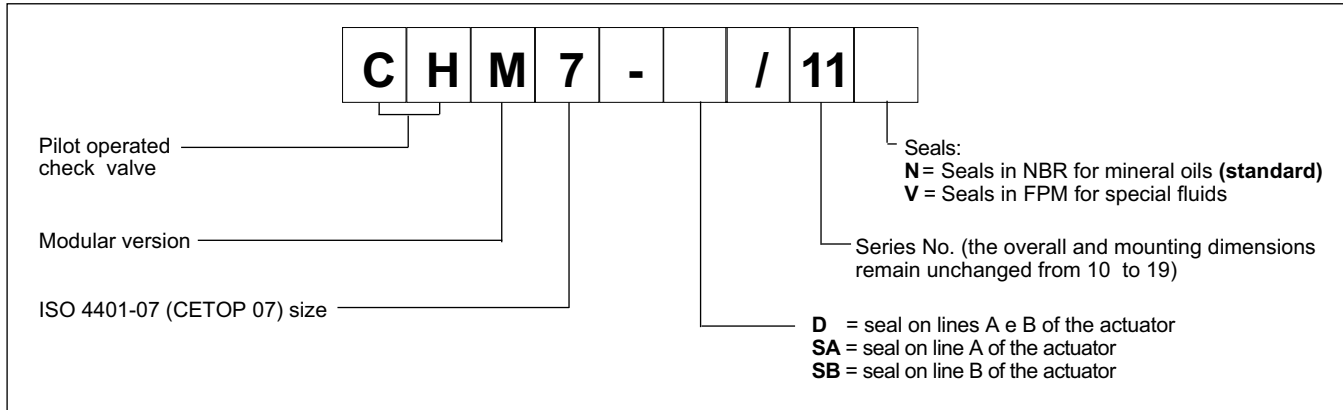 C H M 7 - / 11
Pilot operated
check valve
Modular version
ISO 4401-07 (CETOP 07) size
Seals:
N = Seals in NBR for mineral oils (standard)
V = Seals in FPM for special fluids
Series No. (the overall and mounting dimensions
remain unchanged from 10 to 19)
D = seal on lines A e B of the actuator
SA = seal on line A of the actuator
SB = seal on line B of the actuator